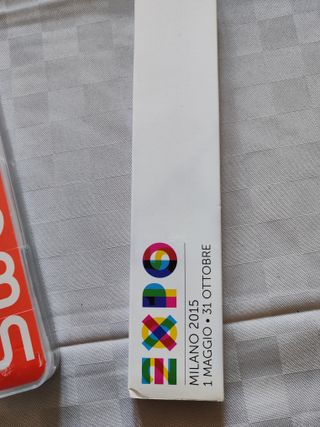 EXPO
MILANO 2015
1 MAGGIO • 31 OTTOBRE